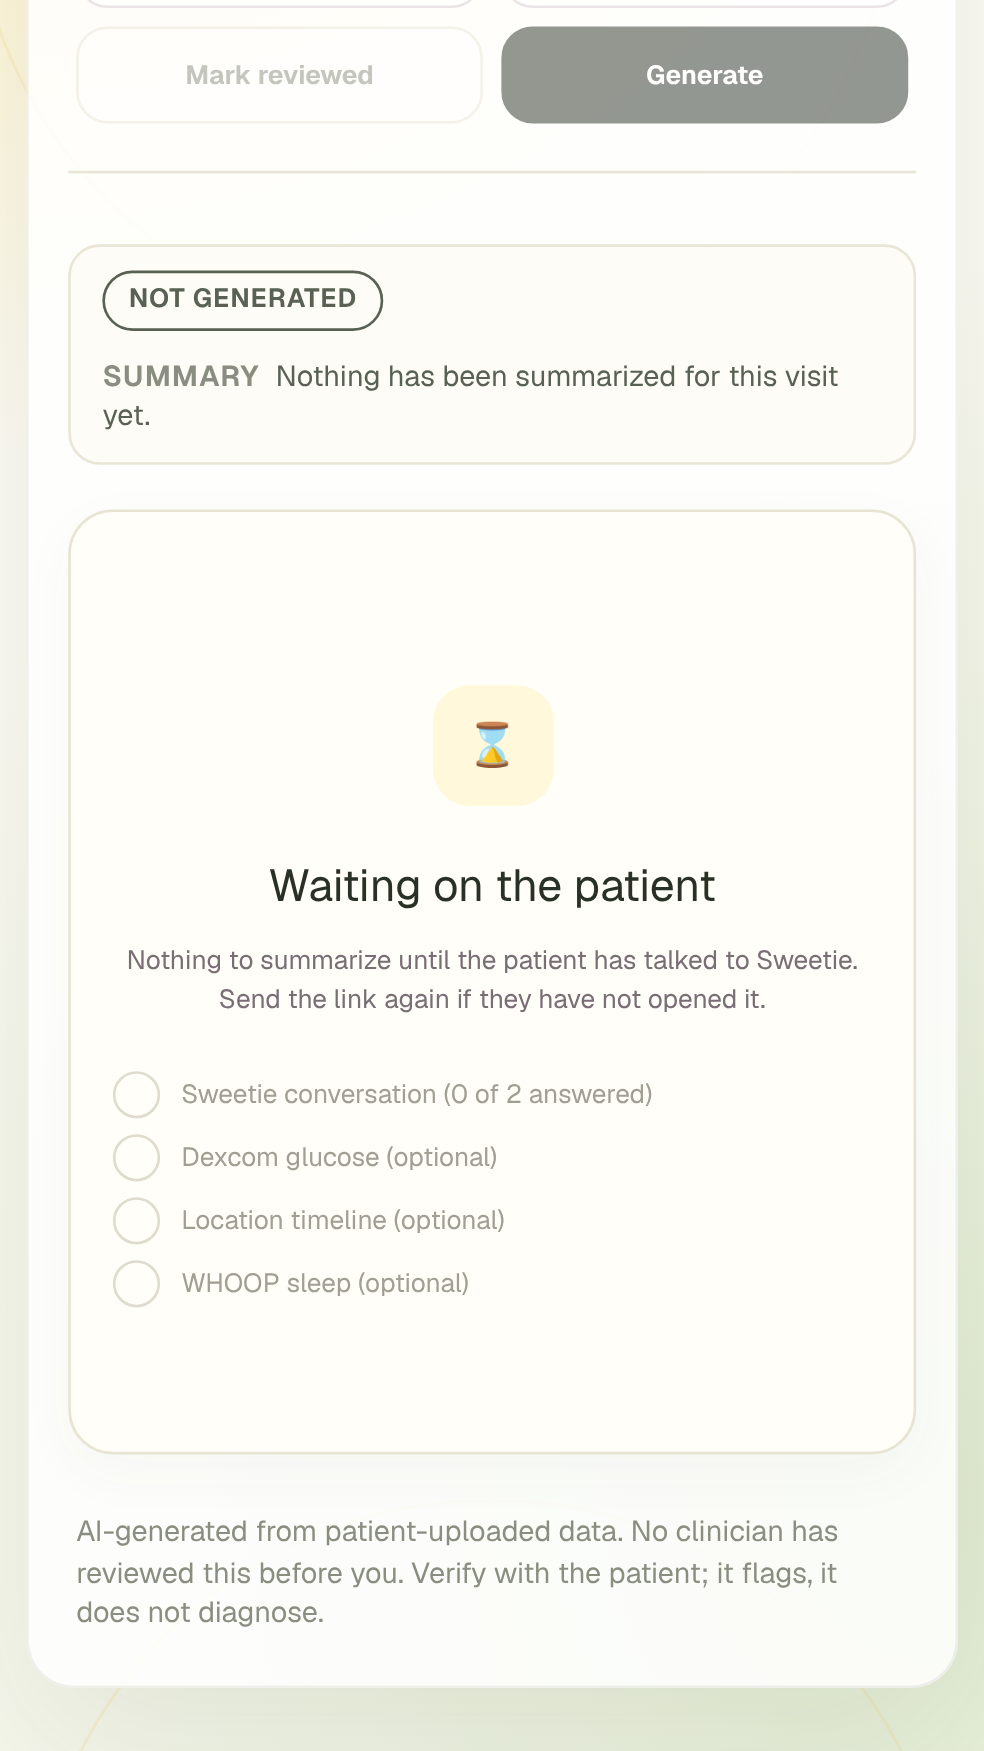 Mark reviewed
Generate
NOT GENERATED
SUMMARY Nothing has been summarized for this visit
yet.
Waiting on the patient
Nothing to summarize until the patient has talked to Sweetie.
Send the link again if they have not opened it.
Sweetie conversation (0 of 2 answered)
Dexcom glucose (optional)
Location timeline (optional)
WHOOP sleep (optional)
AI-generated from patient-uploaded data. No clinician has
reviewed this before you. Verify with the patient; it flags, it
does not diagnose.